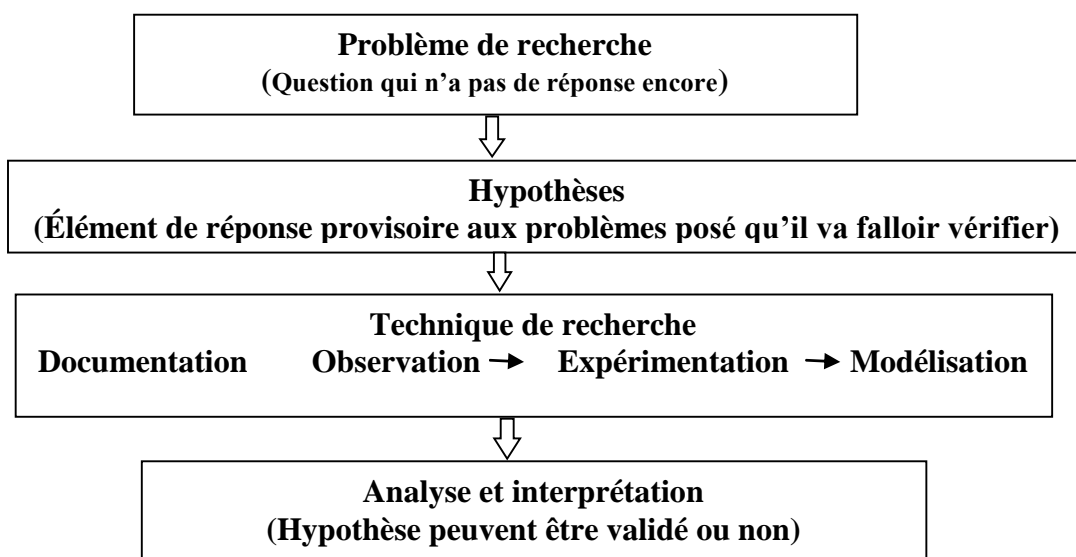 Problème de recherche
(Question qui n’a pas de réponse encore)
Hypothèses
(Élément de réponse provisoire aux problèmes posé qu’il va falloir vérifier)
Technique de recherche
Documentation Observation → Expérimentation → Modélisation
Analyse et interprétation
(Hypothèse peuvent être validé ou non)